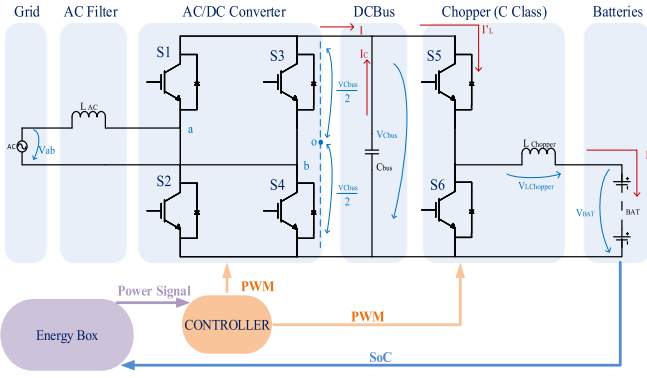 Grid
AC Filter
AC/DC Converter
DCBus
Chopper (C Class)
Batteries
S1
S3
I
I'L
IC
S5
L AC
VCbus
2
a
o
VCbus
Cbus
L Chopper
I
AC
Vab
b
S2
S4
VCbus
2
S6
VLChopper
VBAT
BAT
Power Signal
PWM
PWM
CONTROLLER
Energy Box
SoC